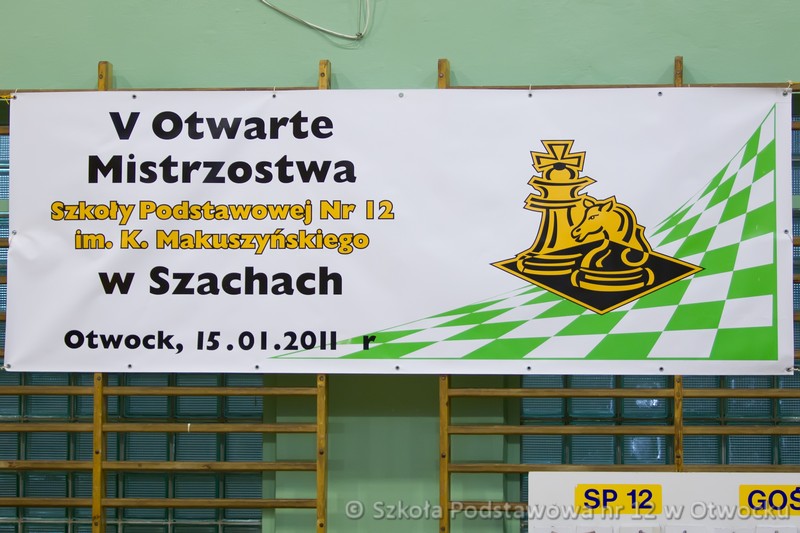 V Otwarte
Mistrzostwa
Szkoły Podstawowej Nr 12
im. K. Makuszyńskiego
w Szachach
Otwock, 15.01.2011 r
SP 12
GOŚ
© Szkoła Podstawowa nr 12 w Otwocku